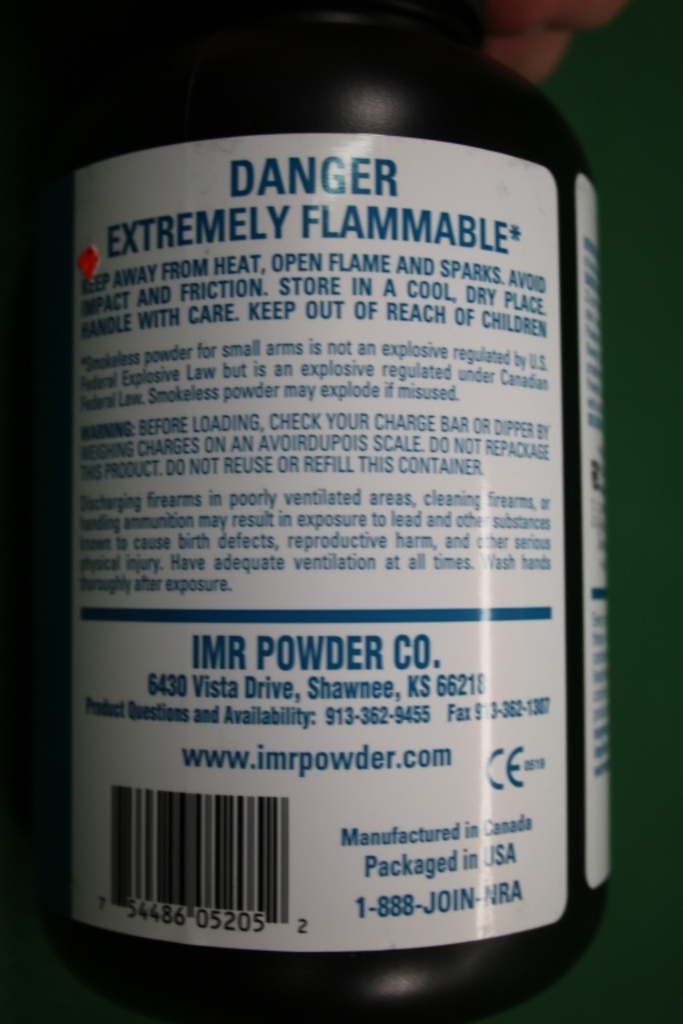 DANGER
EXTREMELY FLAMMABLE*
KEEP AWAY FROM HEAT, OPEN FLAME AND SPARKS. AVOID
IMPACT AND FRICTION. STORE IN A COOL, DRY PLACE.
HANDLE WITH CARE. KEEP OUT OF REACH OF CHILDREN
*Smokeless powder for small arms is not an explosive regulated by U.S.
Federal Explosive Law but is an explosive regulated under Canadian
Federal Law. Smokeless powder may explode if misused.
WARNING: BEFORE LOADING, CHECK YOUR CHARGE BAR OR DIPPER BY
WEIGHING CHARGES ON AN AVOIRDUPOIS SCALE. DO NOT REPACKAGE
THIS PRODUCT. DO NOT REUSE OR REFILL THIS CONTAINER.
Discharging firearms in poorly ventilated areas, cleaning firearms, or
handling ammunition may result in exposure to lead and other substances
known to cause birth defects, reproductive harm, and other serious
physical injury. Have adequate ventilation at all times. Wash hands
thoroughly after exposure.
IMR POWDER CO.
6430 Vista Drive, Shawnee, KS 66218
Product Questions and Availability: 913-362-9455 Fax 913-362-1307
www.imrpowder.com
CE 0519
Manufactured in Canada
Packaged in USA
1-888-JOIN-NRA
7 54486 05205 2